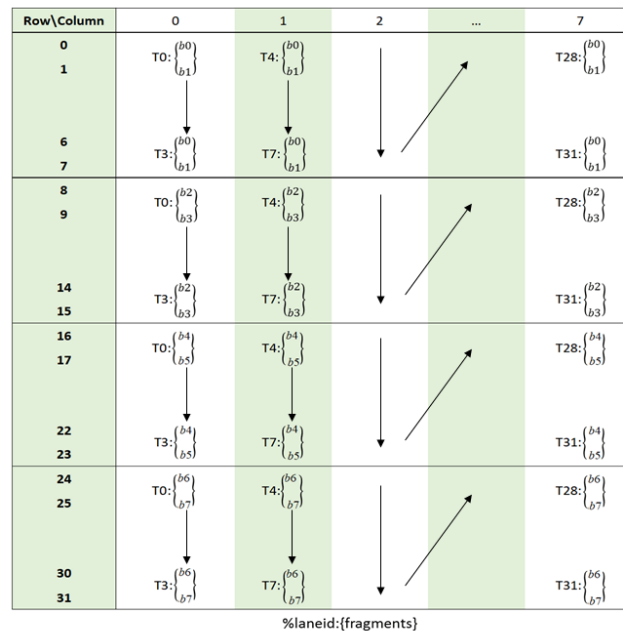 Row\Column 0 1 2 ... 7
0
1
T0:{b0 b1} T4:{b0 b1} T28:{b0 b1}
6
7
T3:{b0 b1} T7:{b0 b1} T31:{b0 b1}
8
9
T0:{b2 b3} T4:{b2 b3} T28:{b2 b3}
14
15
T3:{b2 b3} T7:{b2 b3} T31:{b2 b3}
16
17
T0:{b4 b5} T4:{b4 b5} T28:{b4 b5}
22
23
T3:{b4 b5} T7:{b4 b5} T31:{b4 b5}
24
25
T0:{b6 b7} T4:{b6 b7} T28:{b6 b7}
30
31
T3:{b6 b7} T7:{b6 b7} T31:{b6 b7}
%laneid:{fragments}